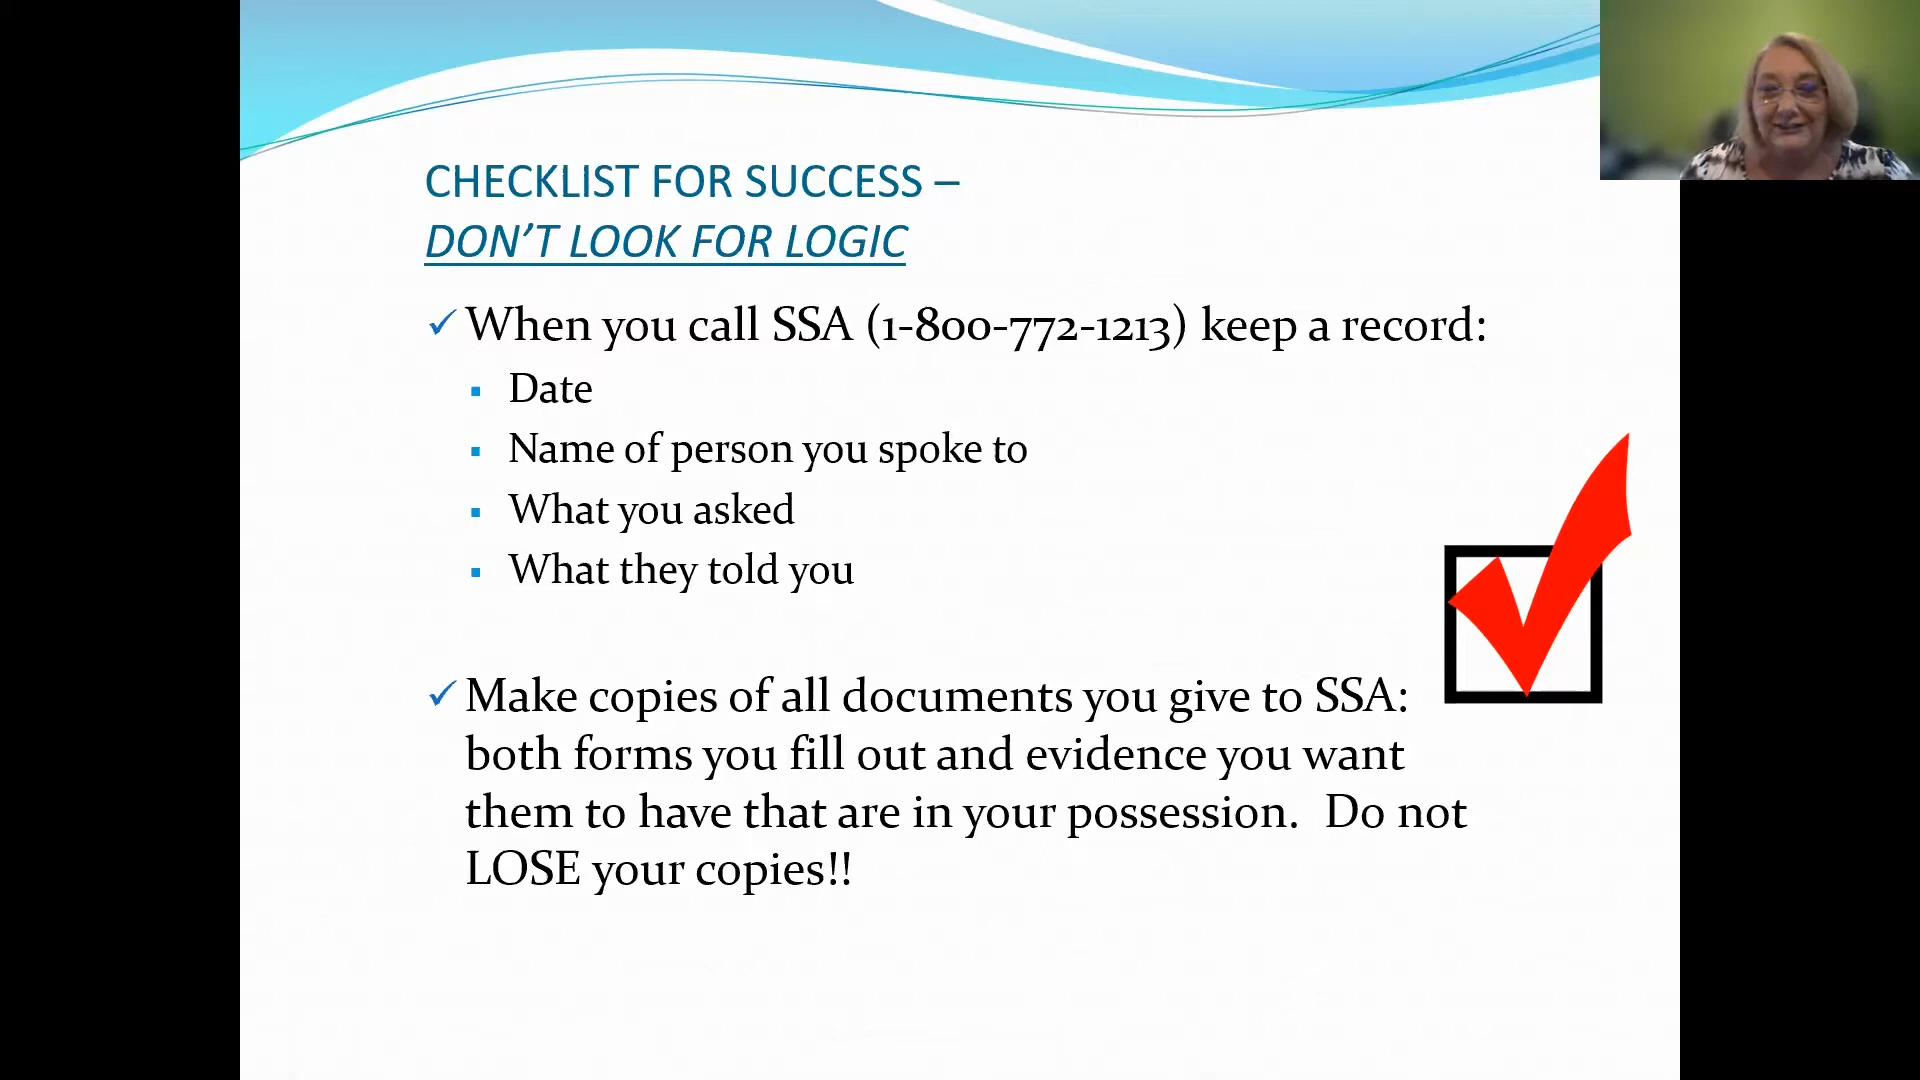 CHECKLIST FOR SUCCESS –
DON’T LOOK FOR LOGIC
✓ When you call SSA (1-800-772-1213) keep a record:
▪ Date
▪ Name of person you spoke to
▪ What you asked
▪ What they told you
✓ Make copies of all documents you give to SSA:
both forms you fill out and evidence you want
them to have that are in your possession.  Do not
LOSE your copies!!